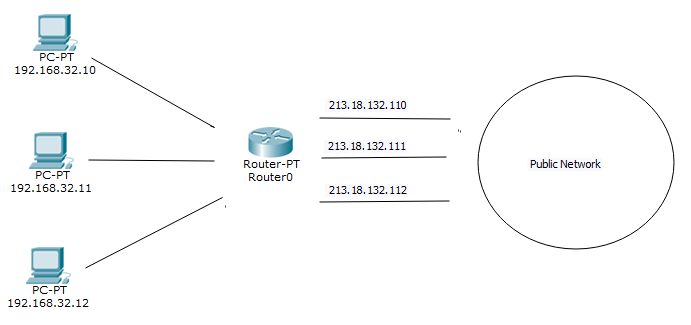 PC-PT
192.168.32.10
213.18.132.110
PC-PT
192.168.32.11
Router-PT
Router0
213.18.132.111
Public Network
213.18.132.112
PC-PT
192.168.32.12